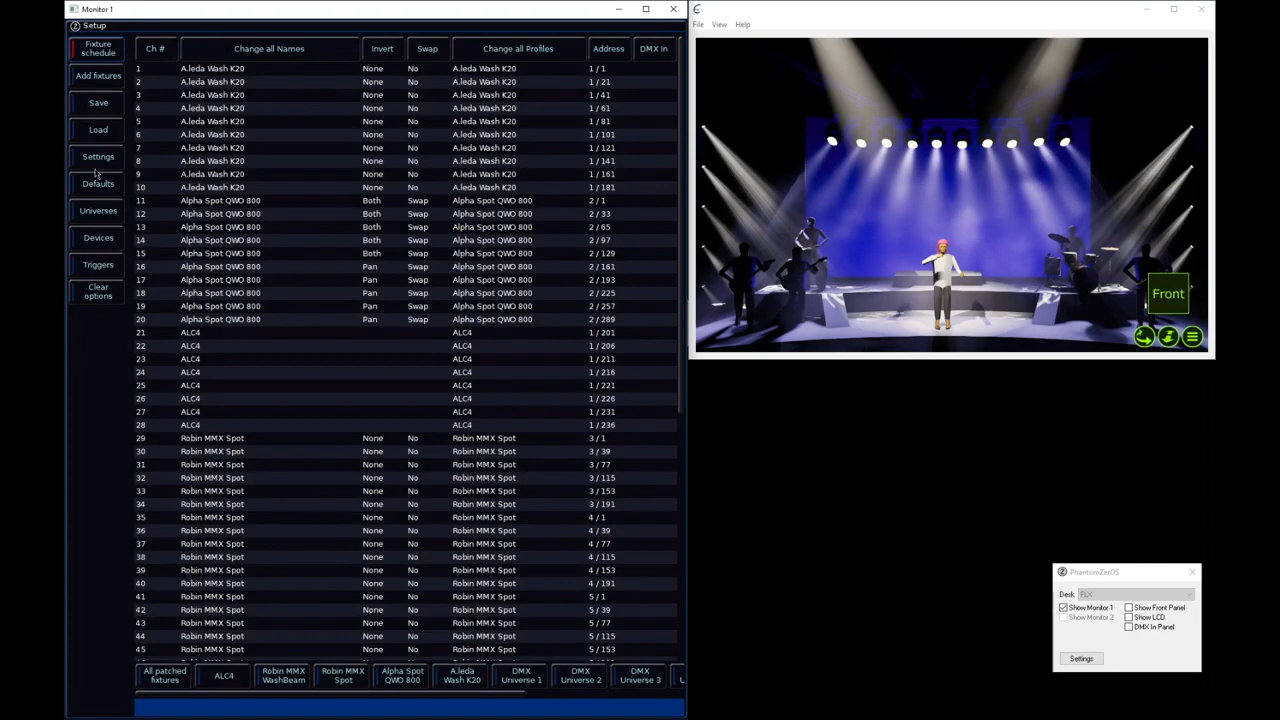 Monitor 1
Setup
Fixture schedule
Add fixtures
Save
Load
Settings
Defaults
Universes
Devices
Triggers
Clear options
Ch # Change all Names Invert Swap Change all Profiles Address DMX In
1 A.leda Wash K20 None No A.leda Wash K20 1 / 1
2 A.leda Wash K20 None No A.leda Wash K20 1 / 21
3 A.leda Wash K20 None No A.leda Wash K20 1 / 41
4 A.leda Wash K20 None No A.leda Wash K20 1 / 61
5 A.leda Wash K20 None No A.leda Wash K20 1 / 81
6 A.leda Wash K20 None No A.leda Wash K20 1 / 101
7 A.leda Wash K20 None No A.leda Wash K20 1 / 121
8 A.leda Wash K20 None No A.leda Wash K20 1 / 141
9 A.leda Wash K20 None No A.leda Wash K20 1 / 161
10 A.leda Wash K20 None No A.leda Wash K20 1 / 181
11 Alpha Spot QWO 800 Both Swap Alpha Spot QWO 800 2 / 1
12 Alpha Spot QWO 800 Both Swap Alpha Spot QWO 800 2 / 33
13 Alpha Spot QWO 800 Both Swap Alpha Spot QWO 800 2 / 65
14 Alpha Spot QWO 800 Both Swap Alpha Spot QWO 800 2 / 97
15 Alpha Spot QWO 800 Both Swap Alpha Spot QWO 800 2 / 129
16 Alpha Spot QWO 800 Pan Swap Alpha Spot QWO 800 2 / 161
17 Alpha Spot QWO 800 Pan Swap Alpha Spot QWO 800 2 / 193
18 Alpha Spot QWO 800 Pan Swap Alpha Spot QWO 800 2 / 225
19 Alpha Spot QWO 800 Pan Swap Alpha Spot QWO 800 2 / 257
20 Alpha Spot QWO 800 Pan Swap Alpha Spot QWO 800 2 / 289
21 ALC4 ALC4 1 / 201
22 ALC4 ALC4 1 / 206
23 ALC4 ALC4 1 / 211
24 ALC4 ALC4 1 / 216
25 ALC4 ALC4 1 / 221
26 ALC4 ALC4 1 / 226
27 ALC4 ALC4 1 / 231
28 ALC4 ALC4 1 / 236
29 Robin MMX Spot None No Robin MMX Spot 3 / 1
30 Robin MMX Spot None No Robin MMX Spot 3 / 39
31 Robin MMX Spot None No Robin MMX Spot 3 / 77
32 Robin MMX Spot None No Robin MMX Spot 3 / 115
33 Robin MMX Spot None No Robin MMX Spot 3 / 153
34 Robin MMX Spot None No Robin MMX Spot 3 / 191
35 Robin MMX Spot None No Robin MMX Spot 4 / 1
36 Robin MMX Spot None No Robin MMX Spot 4 / 39
37 Robin MMX Spot None No Robin MMX Spot 4 / 77
38 Robin MMX Spot None No Robin MMX Spot 4 / 115
39 Robin MMX Spot None No Robin MMX Spot 4 / 153
40 Robin MMX Spot None No Robin MMX Spot 4 / 191
41 Robin MMX Spot None No Robin MMX Spot 5 / 1
42 Robin MMX Spot None No Robin MMX Spot 5 / 39
43 Robin MMX Spot None No Robin MMX Spot 5 / 77
44 Robin MMX Spot None No Robin MMX Spot 5 / 115
45 Robin MMX Spot None No Robin MMX Spot 5 / 153
All patched fixtures
ALC4
Robin MMX WashBeam
Robin MMX Spot
Alpha Spot QWO 800
A.leda Wash K20
DMX Universe 1
DMX Universe 2
DMX Universe 3
File View Help
Front
PhantomZerOS
Desk FLX
Show Monitor 1 Show Front Panel
Show Monitor 2 Show LCD
DMX In Panel
Settings